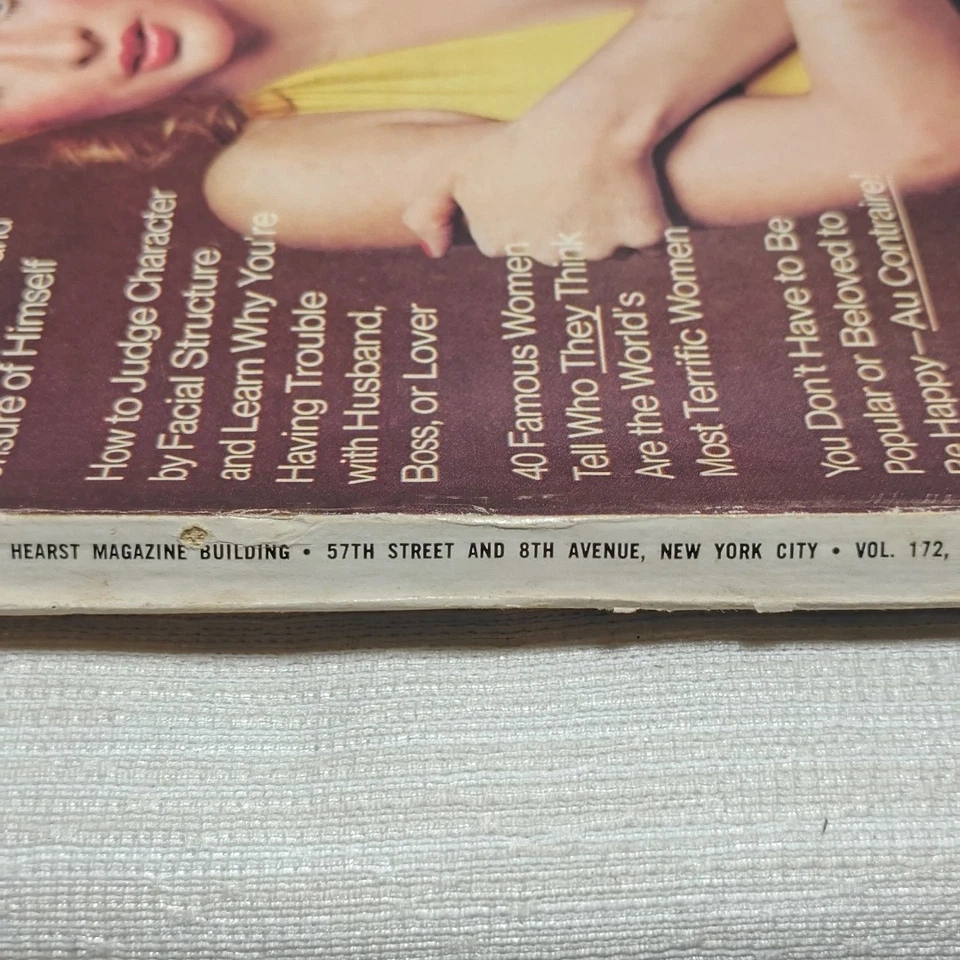 ensure of Himself
How to Judge Character
by Facial Structure
and Learn Why You're
Having Trouble
with Husband,
Boss, or Lover
40 Famous Women
Tell Who They Think
Are the World's
Most Terrific Women
You Don't Have to Be
Popular or Beloved to
Be Happy—Au Contraire!
HEARST MAGAZINE BUILDING • 57TH STREET AND 8TH AVENUE, NEW YORK CITY • VOL. 172,